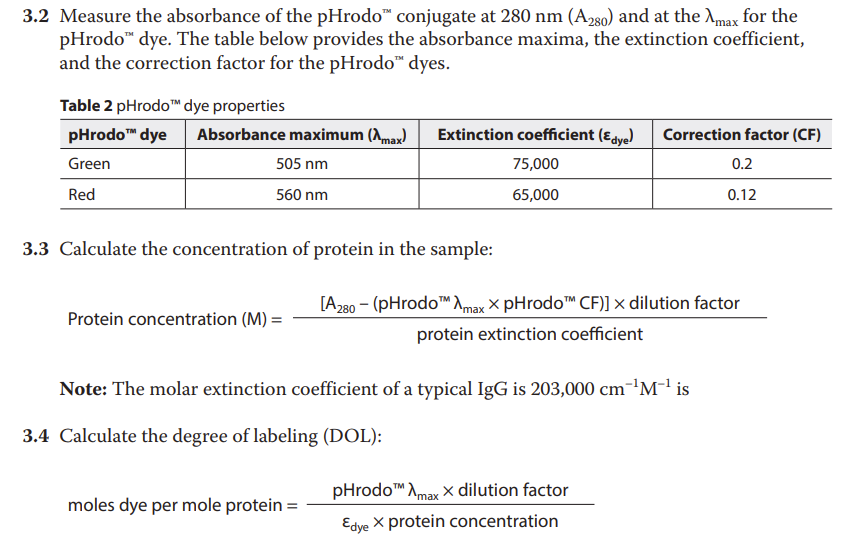 3.2 Measure the absorbance of the pHrodo™ conjugate at 280 nm (A₂₈₀) and at the λmax for the
pHrodo™ dye. The table below provides the absorbance maxima, the extinction coefficient,
and the correction factor for the pHrodo™ dyes.
Table 2 pHrodo™ dye properties
pHrodo™ dye Absorbance maximum (λmax) Extinction coefficient (εdye) Correction factor (CF)
Green 505 nm 75,000 0.2
Red 560 nm 65,000 0.12
3.3 Calculate the concentration of protein in the sample:
[A₂₈₀ – (pHrodo™ λmax × pHrodo™ CF)] × dilution factor
Protein concentration (M) =
protein extinction coefficient
Note: The molar extinction coefficient of a typical IgG is 203,000 cm⁻¹M⁻¹ is
3.4 Calculate the degree of labeling (DOL):
pHrodo™ λmax × dilution factor
moles dye per mole protein =
εdye × protein concentration